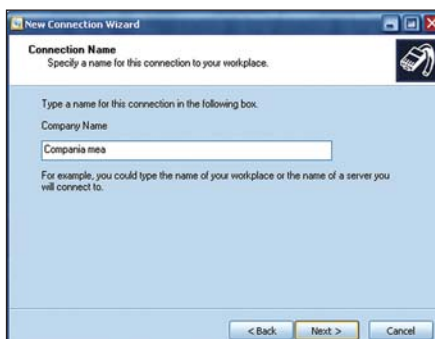 New Connection Wizard
Connection Name
Specify a name for this connection to your workplace.
Type a name for this connection in the following box.
Company Name
Compania mea
For example, you could type the name of your workplace or the name of a server you
will connect to.
< Back Next > Cancel